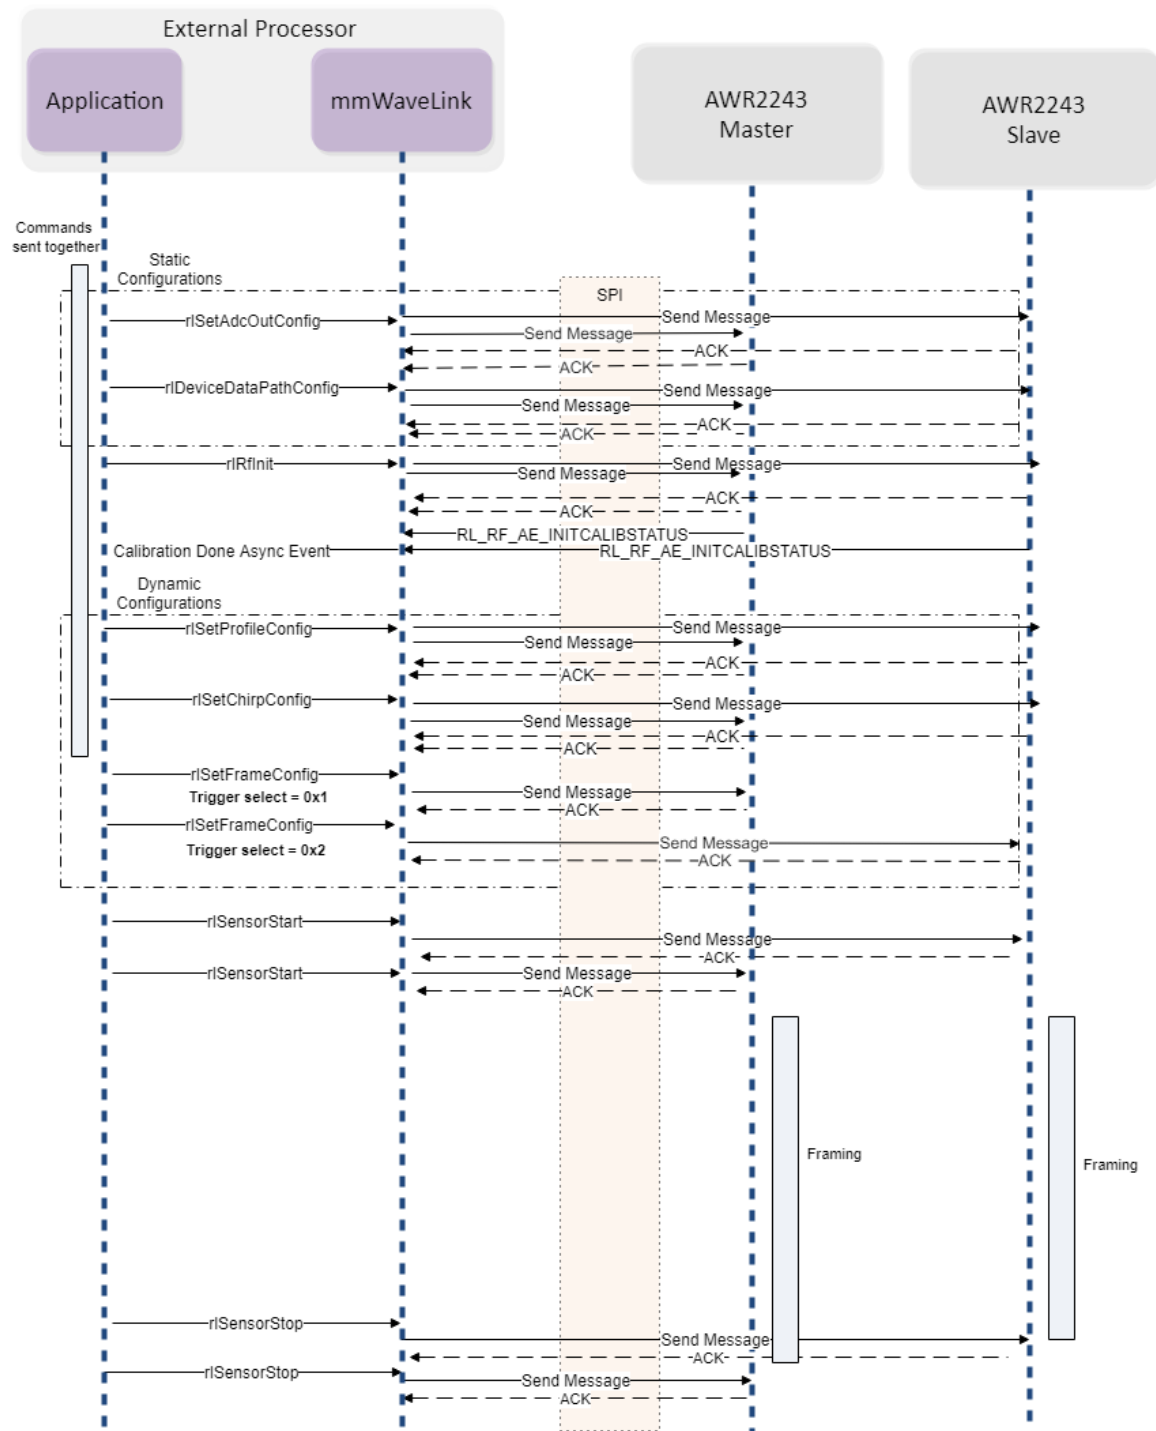 External Processor
Application
mmWaveLink
AWR2243
Master
AWR2243
Slave
Commands
sent together
Static
Configurations
SPI
rlSetAdcOutConfig
Send Message
Send Message
ACK
ACK
rlDeviceDataPathConfig
Send Message
Send Message
ACK
ACK
rlRfInit
Send Message
Send Message
ACK
ACK
RL_RF_AE_INITCALIBSTATUS
Calibration Done Async Event
RL_RF_AE_INITCALIBSTATUS
Dynamic
Configurations
rlSetProfileConfig
Send Message
Send Message
ACK
ACK
rlSetChirpConfig
Send Message
Send Message
ACK
ACK
rlSetFrameConfig
Trigger select = 0x1
Send Message
ACK
rlSetFrameConfig
Trigger select = 0x2
Send Message
ACK
rlSensorStart
Send Message
ACK
rlSensorStart
Send Message
ACK
Framing
Framing
rlSensorStop
Send Message
ACK
rlSensorStop
Send Message
ACK